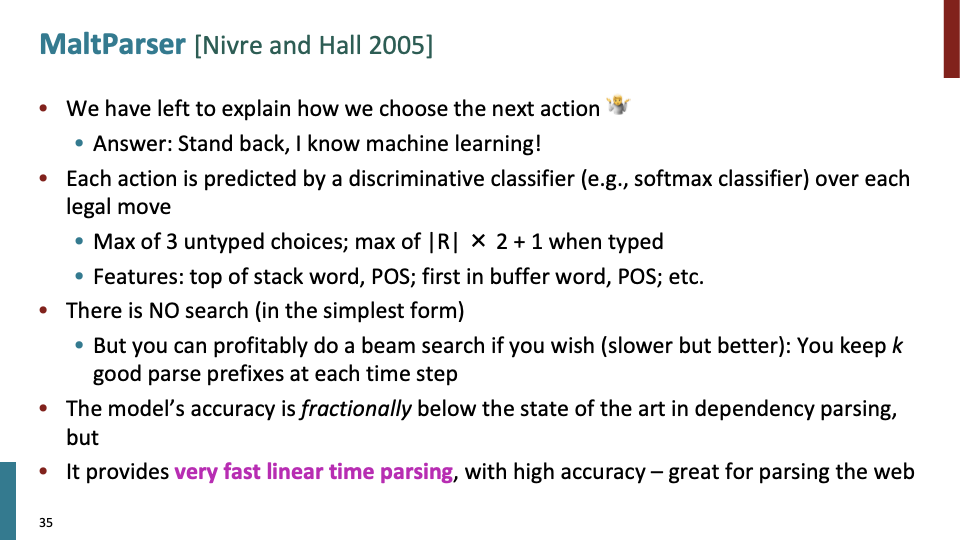 MaltParser [Nivre and Hall 2005]
• We have left to explain how we choose the next action 🤷
• Answer: Stand back, I know machine learning!
• Each action is predicted by a discriminative classifier (e.g., softmax classifier) over each
legal move
• Max of 3 untyped choices; max of |R| × 2 + 1 when typed
• Features: top of stack word, POS; first in buffer word, POS; etc.
• There is NO search (in the simplest form)
• But you can profitably do a beam search if you wish (slower but better): You keep k
good parse prefixes at each time step
• The model’s accuracy is fractionally below the state of the art in dependency parsing,
but
• It provides very fast linear time parsing, with high accuracy – great for parsing the web
35